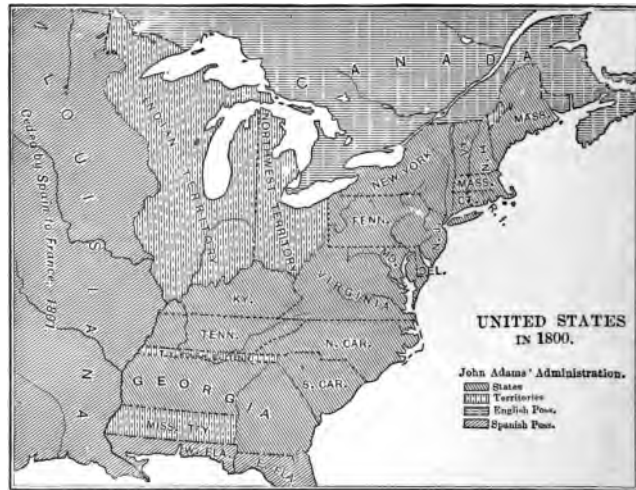 CANADA
LOUISIANA
Ceded by Spain to France, 1801
INDIAN TERRITORY
NORTHWEST TERRITORY
MASS.
VT.
N.H.
NEW YORK
MASS.
C.
R. I.
PENN.
N.J.
MD.
DEL.
VIRGINIA
KY.
TENN.
N. CAR.
S. CAR.
GEORGIA
MISS. TY.
W. FLA.
E. FLA.
UNITED STATES
IN 1800.
John Adams' Administration.
States
Territories
English Poss.
Spanish Poss.